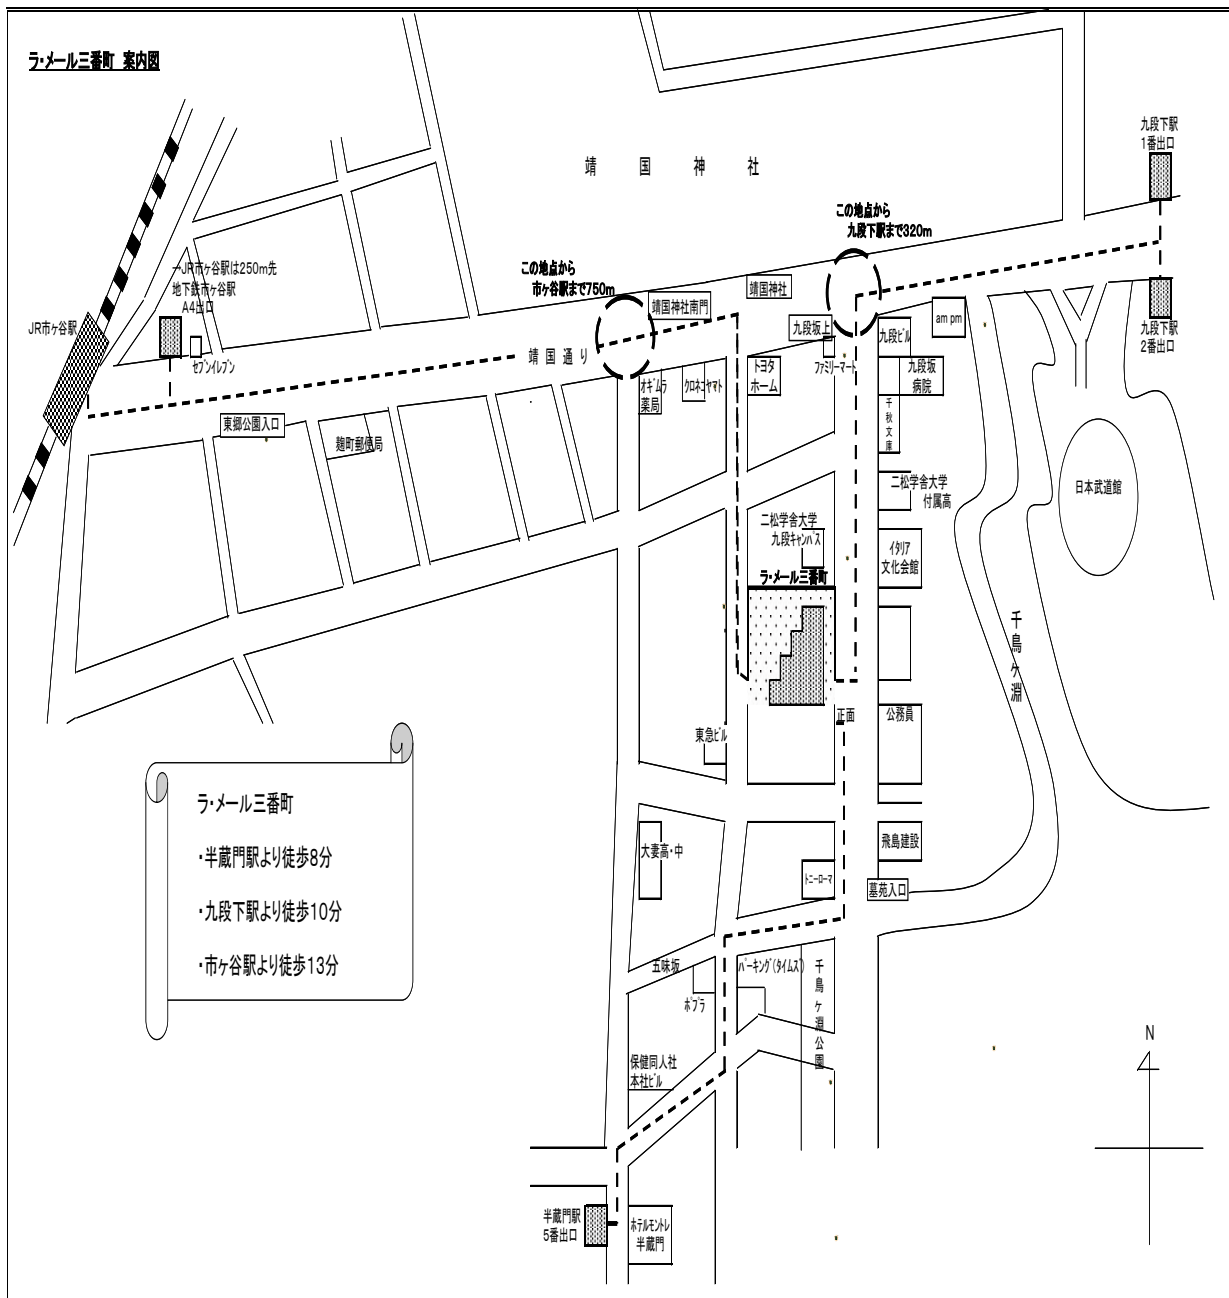 ラ・メール三番町 案内図
九段下駅
1番出口
靖 国 神 社
この地点から
九段下駅まで320m
→JR市ヶ谷駅は250m先
地下鉄市ヶ谷駅
A4出口
この地点から
市ヶ谷駅まで750m
靖国神社
靖国神社南門
JR市ヶ谷駅
am pm
九段坂上
九段ビル
九段下駅
2番出口
セブンイレブン
靖 国 通 り
トヨタ
ホーム
ファミリーマート
九段坂
病院
オギムラ
薬局
クロネコヤマト
千秋文庫
東郷公園入口
麹町郵便局
二松学舎大学
付属高
日本武道館
二松学舎大学
九段キャンパス
イタリア
文化会館
ラ・メール三番町
千鳥ヶ淵
正面
公務員
東急ビル
ラ・メール三番町
・半蔵門駅より徒歩8分
・九段下駅より徒歩10分
・市ヶ谷駅より徒歩13分
大妻高・中
飛島建設
トニーローマ
墓苑入口
五味坂
パーキング(タイムズ)
千鳥ヶ淵公園
ポプラ
保健同人社
本社ビル
N
半蔵門駅
5番出口
ホテルモントレ
半蔵門